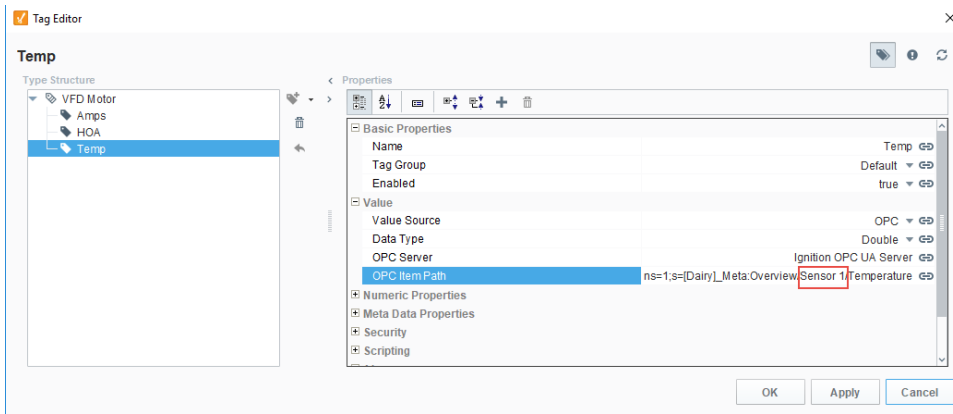 Tag Editor
Temp
Type Structure
VFD Motor
Amps
HOA
Temp
Properties
Basic Properties
Name Temp
Tag Group Default
Enabled true
Value
Value Source OPC
Data Type Double
OPC Server Ignition OPC UA Server
OPC Item Path ns=1;s=[Dairy]_Meta:Overview/Sensor 1/Temperature
Numeric Properties
Meta Data Properties
Security
Scripting
OK Apply Cancel